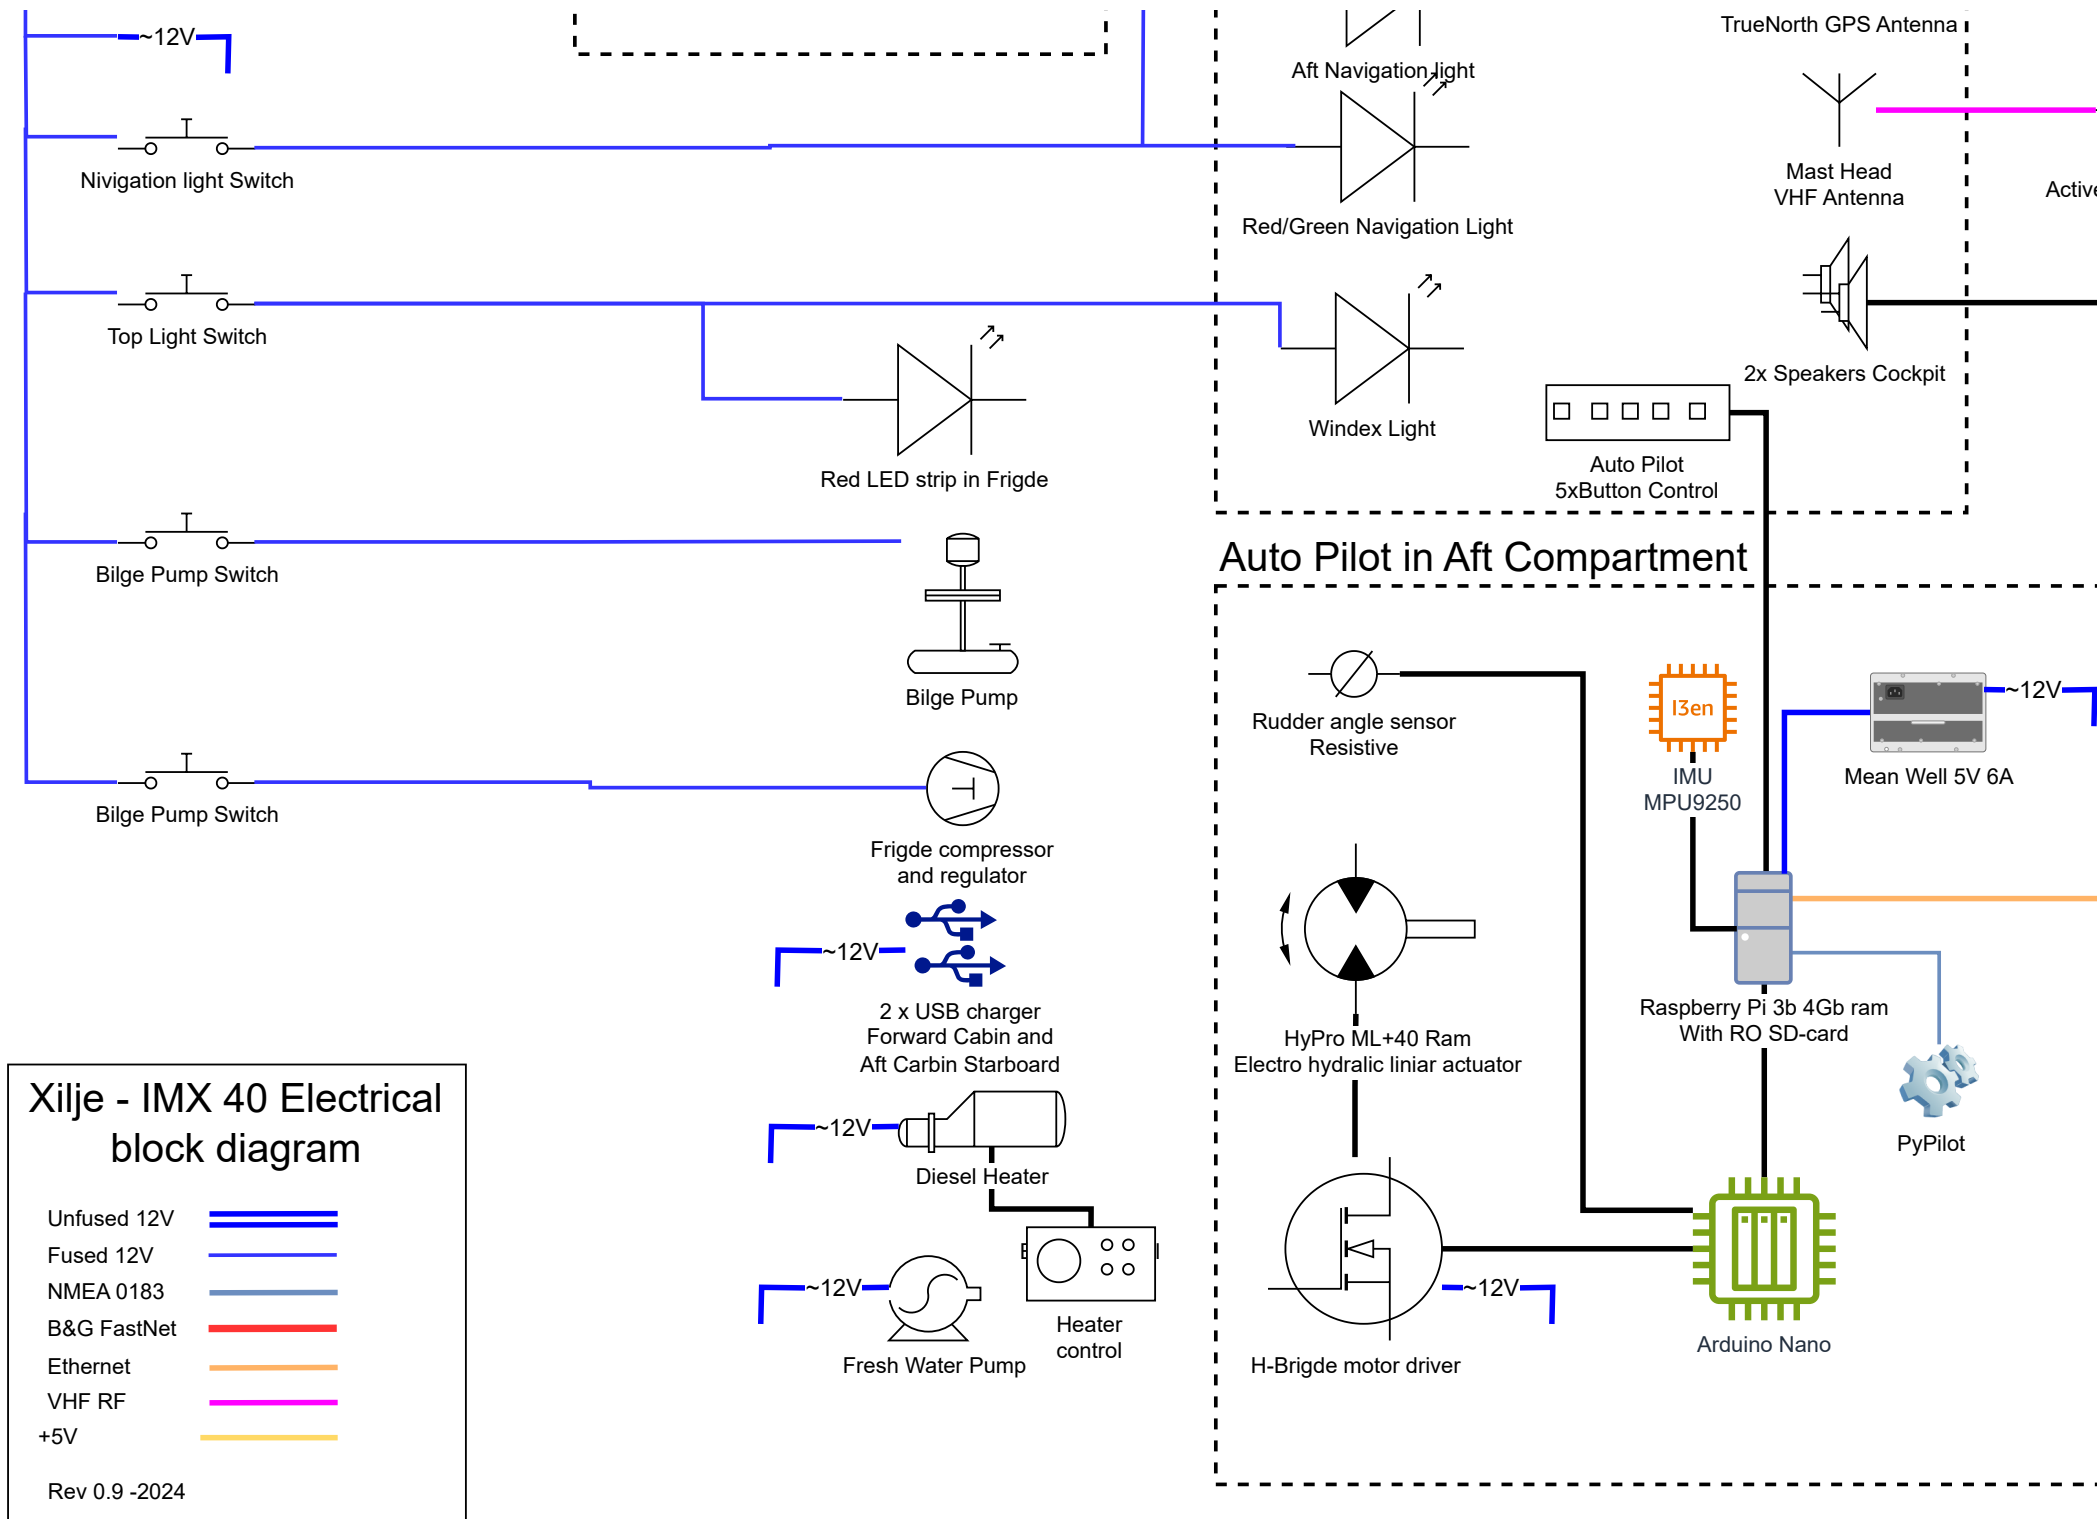 ~12V
Nivigation light Switch
Top Light Switch
Red LED strip in Frigde
Bilge Pump Switch
Bilge Pump
Bilge Pump Switch
Frigde compressor
and regulator
~12V
2 x USB charger
Forward Cabin and
Aft Carbin Starboard
~12V
Diesel Heater
~12V
Fresh Water Pump
Heater
control
Xilje - IMX 40 Electrical
block diagram
Unfused 12V
Fused 12V
NMEA 0183
B&G FastNet
Ethernet
VHF RF
+5V
Rev 0.9 -2024
TrueNorth GPS Antenna
Aft Navigation light
Mast Head
VHF Antenna
Active
Red/Green Navigation Light
2x Speakers Cockpit
Windex Light
Auto Pilot
5xButton Control
Auto Pilot in Aft Compartment
Rudder angle sensor
Resistive
I3en
IMU
MPU9250
~12V
Mean Well 5V 6A
HyPro ML+40 Ram
Electro hydralic liniar actuator
Raspberry Pi 3b 4Gb ram
With RO SD-card
PyPilot
~12V
H-Brigde motor driver
Arduino Nano